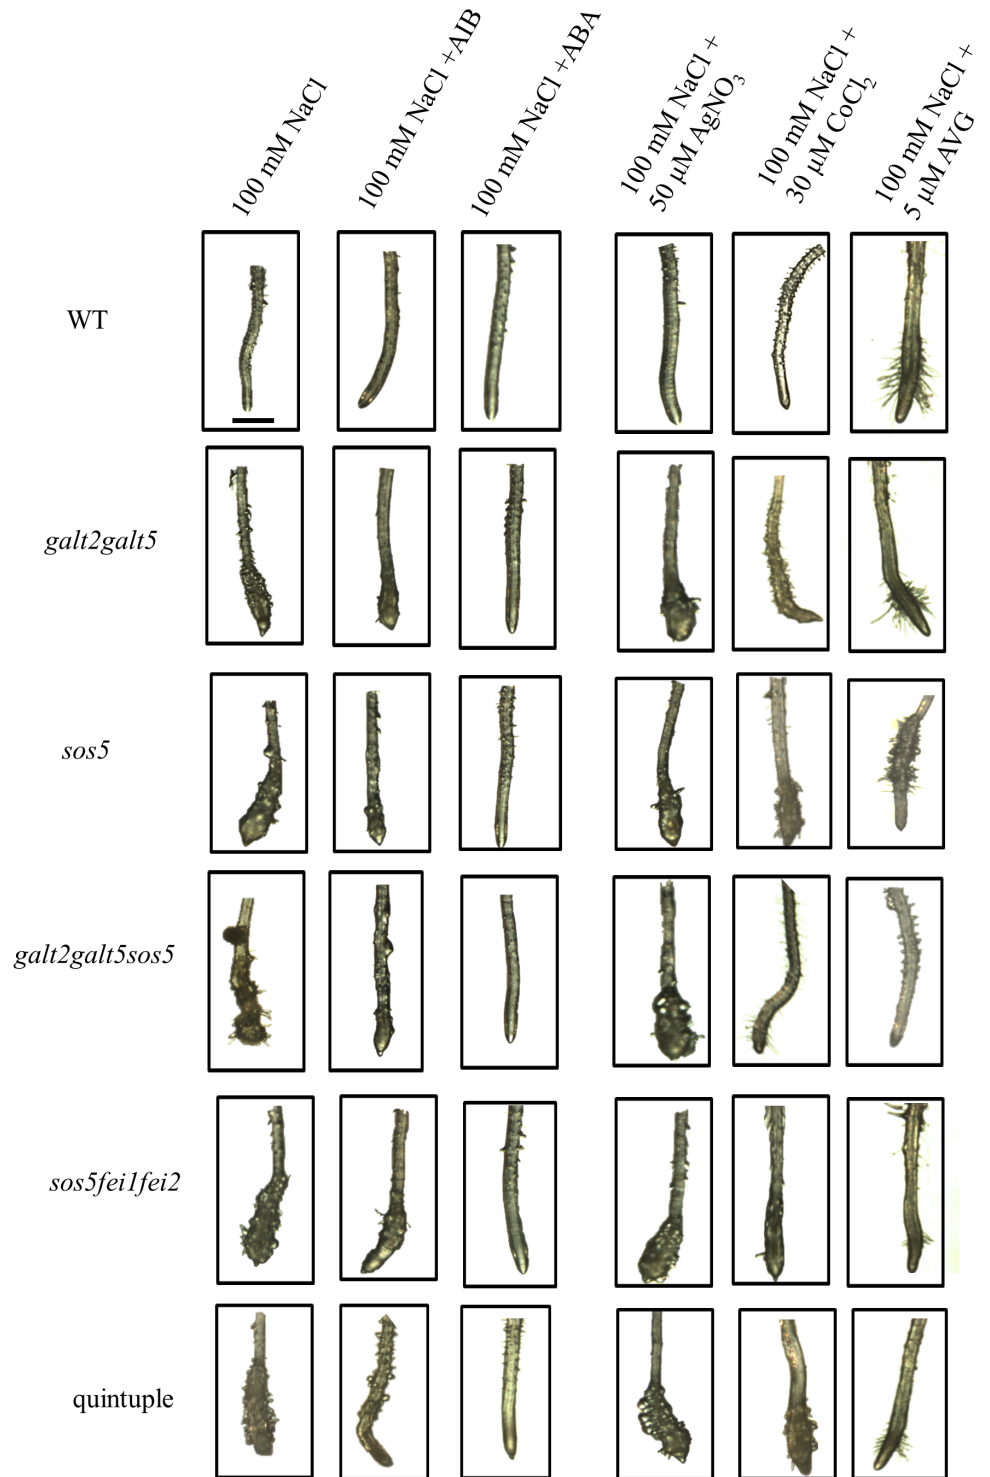 100 mM NaCl
100 mM NaCl +AIB
100 mM NaCl +ABA
100 mM NaCl +
50 µM AgNO₃
100 mM NaCl +
30 µM CoCl₂
100 mM NaCl +
5 µM AVG
WT
galt2galt5
sos5
galt2galt5sos5
sos5fei1fei2
quintuple